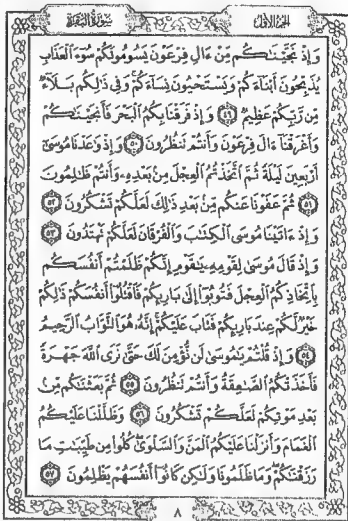 الجزء الأول
سورة البقرة
وَإِذْ نَجَّيْنَٰكُم مِّنْ ءَالِ فِرْعَوْنَ يَسُومُونَكُمْ سُوٓءَ ٱلْعَذَابِ
يُذَبِّحُونَ أَبْنَآءَكُمْ وَيَسْتَحْيُونَ نِسَآءَكُمْ وَفِى ذَٰلِكُم بَلَآءٌ
مِّن رَّبِّكُمْ عَظِيمٌ ٤٩ وَإِذْ فَرَقْنَا بِكُمُ ٱلْبَحْرَ فَأَنجَيْنَٰكُمْ
وَأَغْرَقْنَآ ءَالَ فِرْعَوْنَ وَأَنتُمْ تَنظُرُونَ ٥٠ وَإِذْ وَٰعَدْنَا مُوسَىٰٓ
أَرْبَعِينَ لَيْلَةً ثُمَّ ٱتَّخَذْتُمُ ٱلْعِجْلَ مِنۢ بَعْدِهِۦ وَأَنتُمْ ظَٰلِمُونَ
٥١ ثُمَّ عَفَوْنَا عَنكُم مِّنۢ بَعْدِ ذَٰلِكَ لَعَلَّكُمْ تَشْكُرُونَ ٥٢
وَإِذْ ءَاتَيْنَا مُوسَى ٱلْكِتَٰبَ وَٱلْفُرْقَانَ لَعَلَّكُمْ تَهْتَدُونَ ٥٣
وَإِذْ قَالَ مُوسَىٰ لِقَوْمِهِۦ يَٰقَوْمِ إِنَّكُمْ ظَلَمْتُمْ أَنفُسَكُم
بِٱتِّخَاذِكُمُ ٱلْعِجْلَ فَتُوبُوٓا۟ إِلَىٰ بَارِئِكُمْ فَٱقْتُلُوٓا۟ أَنفُسَكُمْ ذَٰلِكُمْ
خَيْرٌ لَّكُمْ عِندَ بَارِئِكُمْ فَتَابَ عَلَيْكُمْ إِنَّهُۥ هُوَ ٱلتَّوَّابُ ٱلرَّحِيمُ
٥٤ وَإِذْ قُلْتُمْ يَٰمُوسَىٰ لَن نُّؤْمِنَ لَكَ حَتَّىٰ نَرَى ٱللَّهَ جَهْرَةً
فَأَخَذَتْكُمُ ٱلصَّٰعِقَةُ وَأَنتُمْ تَنظُرُونَ ٥٥ ثُمَّ بَعَثْنَٰكُم مِّنۢ
بَعْدِ مَوْتِكُمْ لَعَلَّكُمْ تَشْكُرُونَ ٥٦ وَظَلَّلْنَا عَلَيْكُمُ
ٱلْغَمَامَ وَأَنزَلْنَا عَلَيْكُمُ ٱلْمَنَّ وَٱلسَّلْوَىٰ كُلُوا۟ مِن طَيِّبَٰتِ مَا
رَزَقْنَٰكُمْ وَمَا ظَلَمُونَا وَلَٰكِن كَانُوٓا۟ أَنفُسَهُمْ يَظْلِمُونَ ٥٧
٨